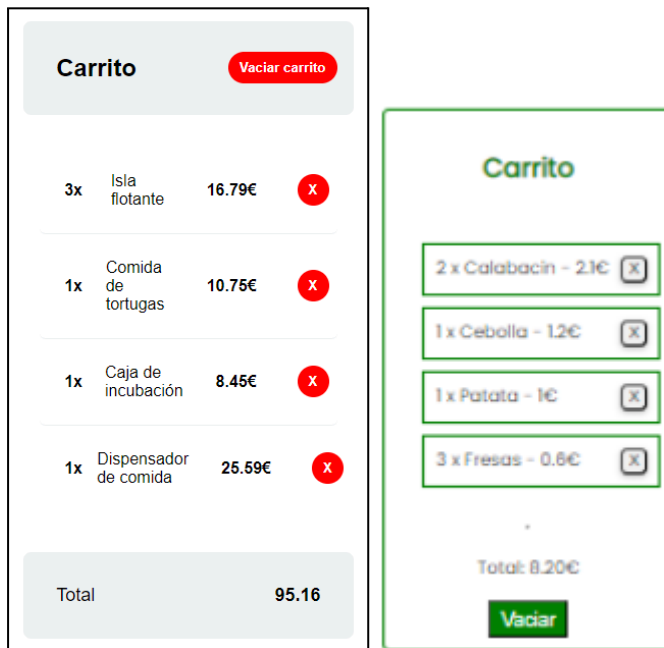 Carrito
Vaciar carrito
3x Isla flotante 16.79€ X
1x Comida de tortugas 10.75€ X
1x Caja de incubación 8.45€ X
1x Dispensador de comida 25.59€ X
Total 95.16
Carrito
2 x Calabacin - 2.1€ X
1 x Cebolla - 1.2€ X
1 x Patata - 1€ X
3 x Fresas - 0.6€ X
Total: 8.20€
Vaciar